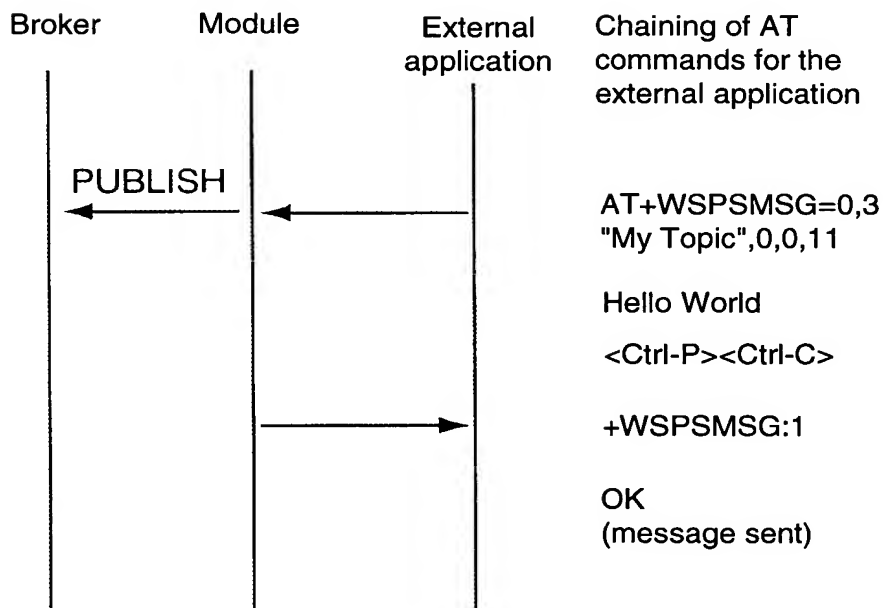 Broker
Module
External
application
Chaining of AT
commands for the
external application
PUBLISH
AT+WSPSMSG=0,3
"My Topic",0,0,11
Hello World
<Ctrl-P><Ctrl-C>
+WSPSMSG:1
OK
(message sent)